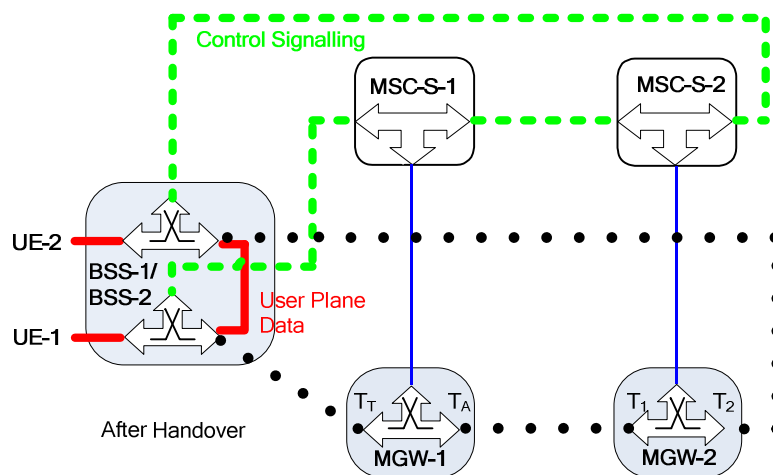 Control Signalling
MSC-S-1
MSC-S-2
UE-2
BSS-1/
BSS-2
User Plane
Data
UE-1
After Handover
TT
TA
MGW-1
T1
T2
MGW-2